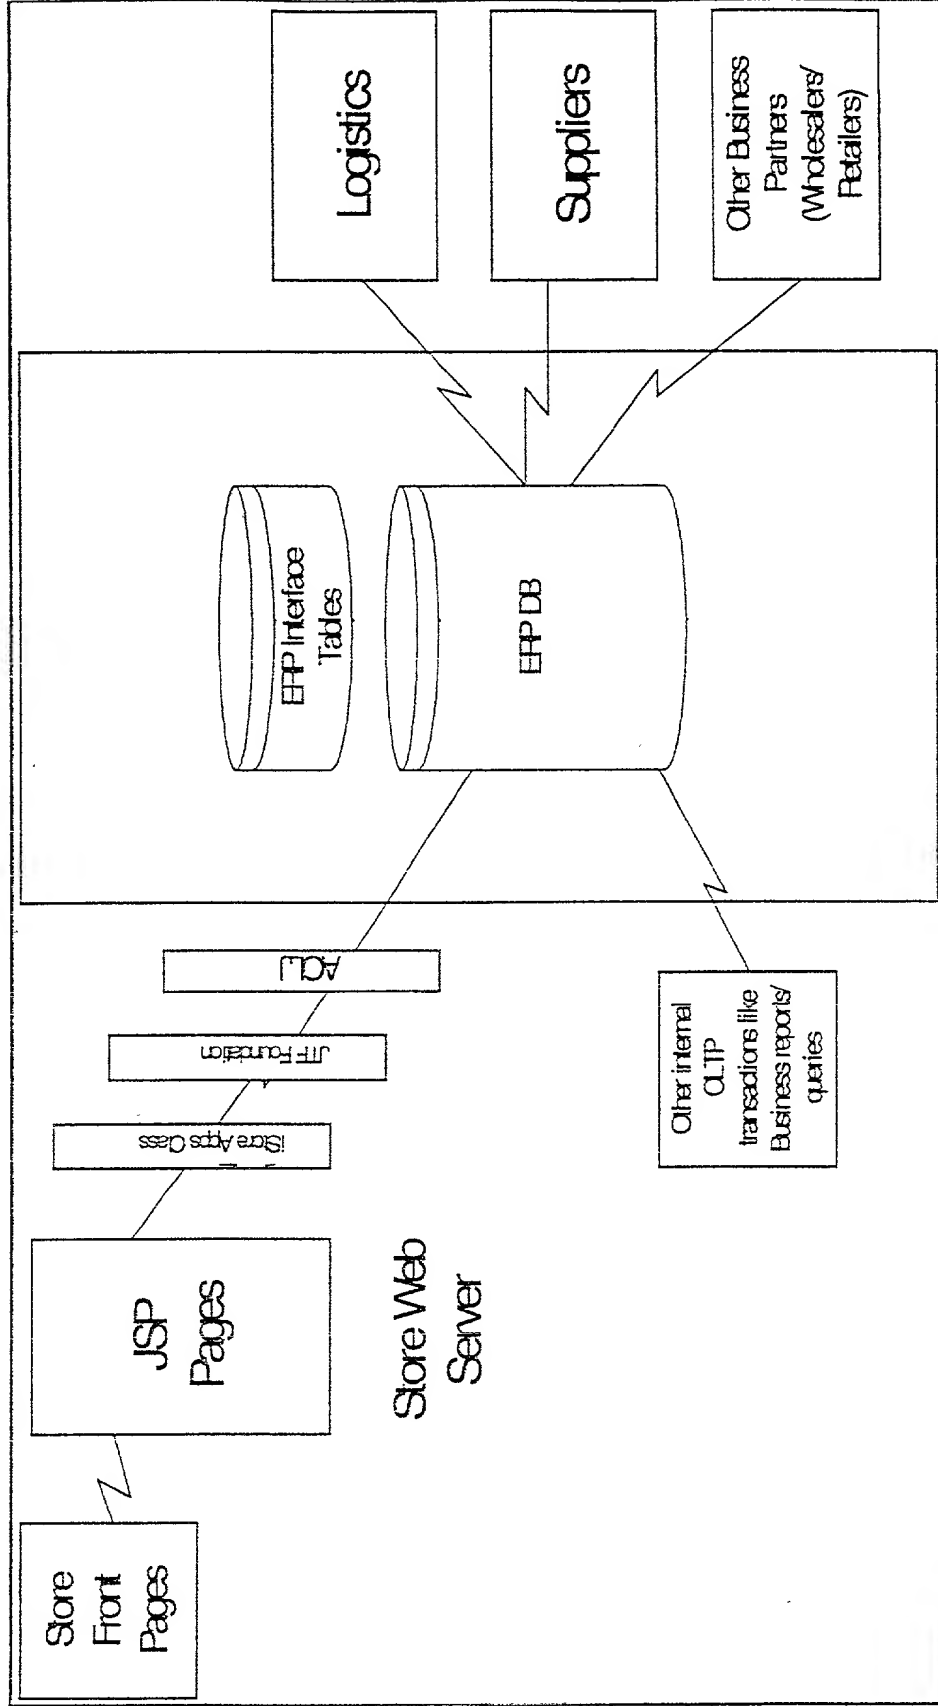 Store
Front
Pages
JSP
Pages
Store Web
Server
iStore Apps Class
JTF Foundation
AOLJ
Other internal
OLTP
transactions like
Business reports/
queries
ERP Interface
Tables
ERP DB
Logistics
Suppliers
Other Business
Partners
(Wholesalers/
Retailers)